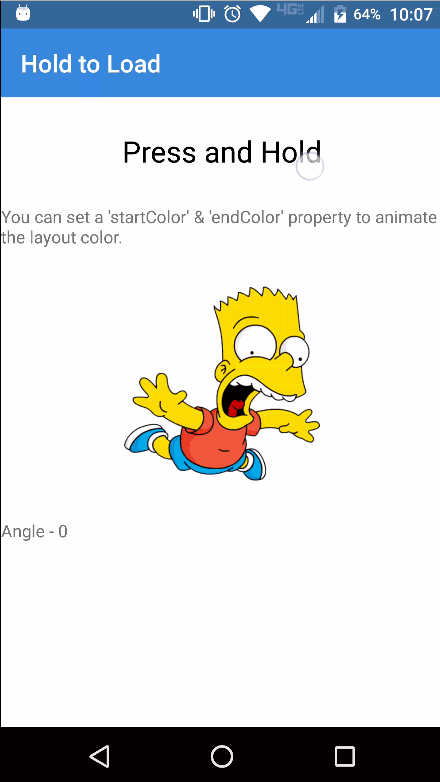 4G LTE 64% 10:07
Hold to Load
Press and Hold
You can set a 'startColor' & 'endColor' property to animate
the layout color.
Angle - 0